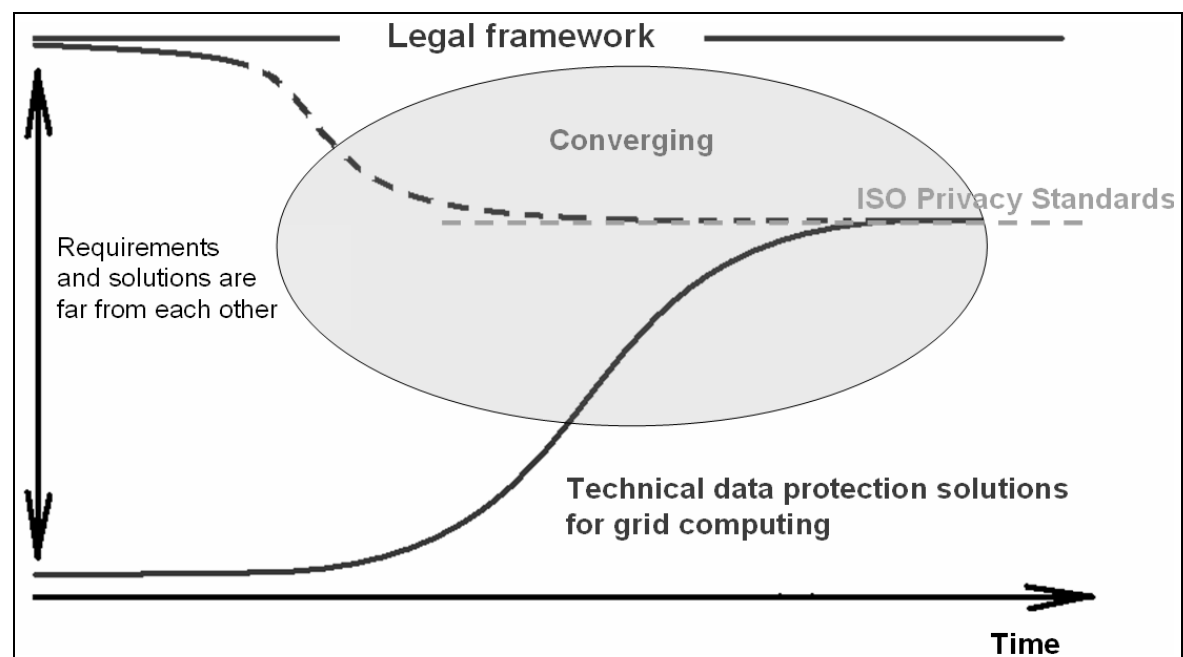 Legal framework
Converging
ISO Privacy Standards
Requirements
and solutions are
far from each other
Technical data protection solutions
for grid computing
Time